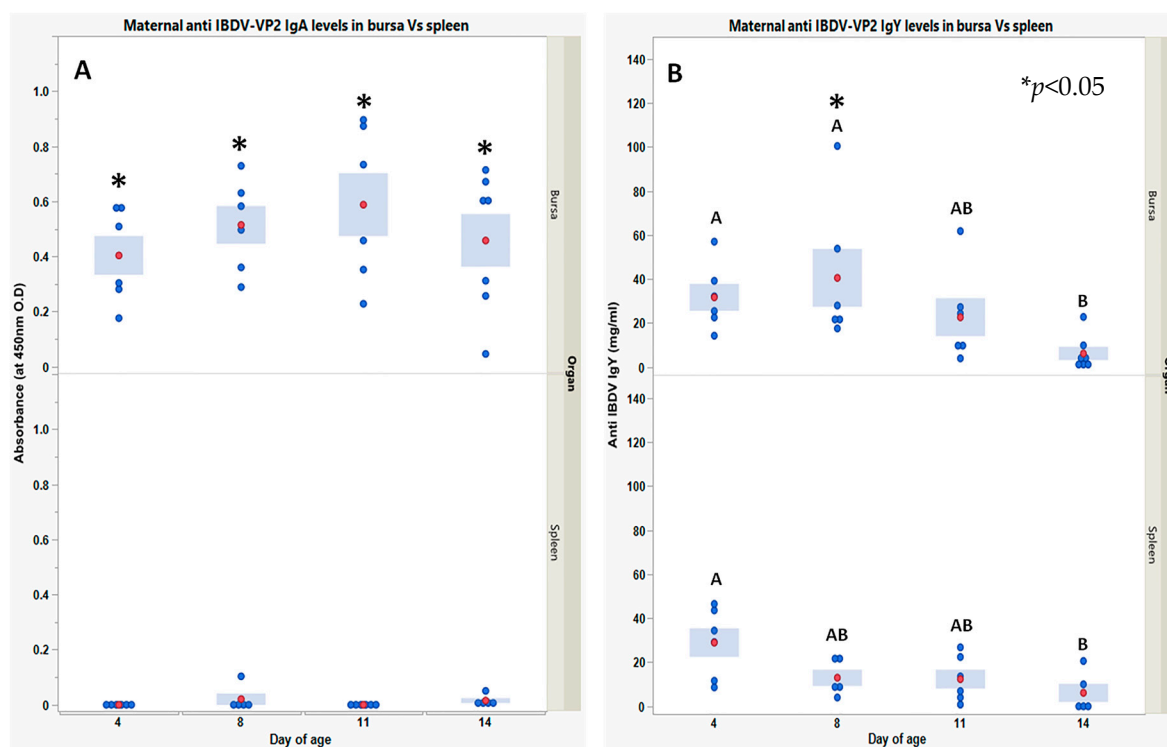 Maternal anti IBDV-VP2 IgA levels in bursa Vs spleen
A
1.0
0.8
0.6
0.4
0.2
0
* * * *
Bursa
1.0
0.8
0.6
0.4
0.2
0
Spleen
Organ
Absorbance (at 450nm O.D)
4 8 11 14
Day of age
Maternal anti IBDV-VP2 IgY levels in bursa Vs spleen
B
*p<0.05
140
120
100
80
60
40
20
0
*
A A AB B
Bursa
140
120
100
80
60
40
20
0
A AB AB B
Spleen
Organ
Anti IBDV IgY (mg/ml)
4 8 11 14
Day of age